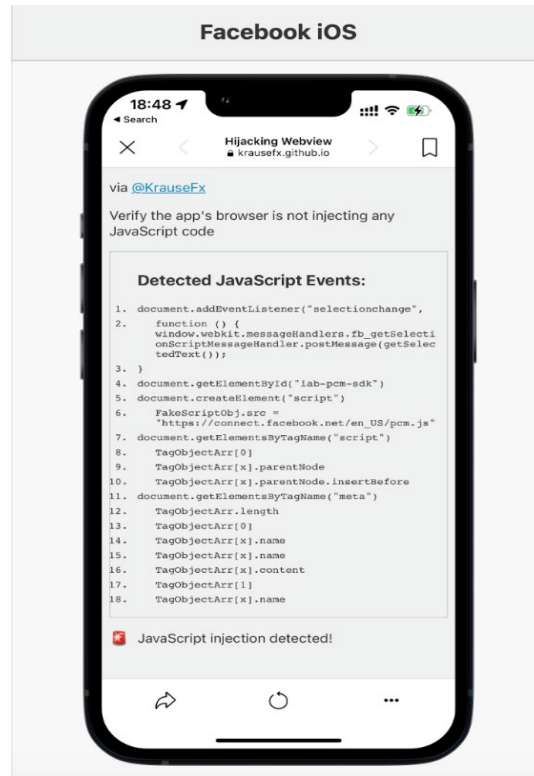 Facebook iOS
18:48
◀ Search
Hijacking Webview
krausefx.github.io
via @KrauseFx
Verify the app's browser is not injecting any
JavaScript code
Detected JavaScript Events:
1. document.addEventListener("selectionchange",
2. function () {
window.webkit.messageHandlers.fb_getSelecti
onScriptMessageHandler.postMessage(getSelec
tedText());
3. }
4. document.getElementById("iab-pcm-sdk")
5. document.createElement("script")
6. FakeScriptObj.src =
"https://connect.facebook.net/en_US/pcm.js"
7. document.getElementsByTagName("script")
8. TagObjectArr[0]
9. TagObjectArr[x].parentNode
10. TagObjectArr[x].parentNode.insertBefore
11. document.getElementsByTagName("meta")
12. TagObjectArr.length
13. TagObjectArr[0]
14. TagObjectArr[x].name
15. TagObjectArr[x].name
16. TagObjectArr[x].content
17. TagObjectArr[1]
18. TagObjectArr[x].name
🚨 JavaScript injection detected!